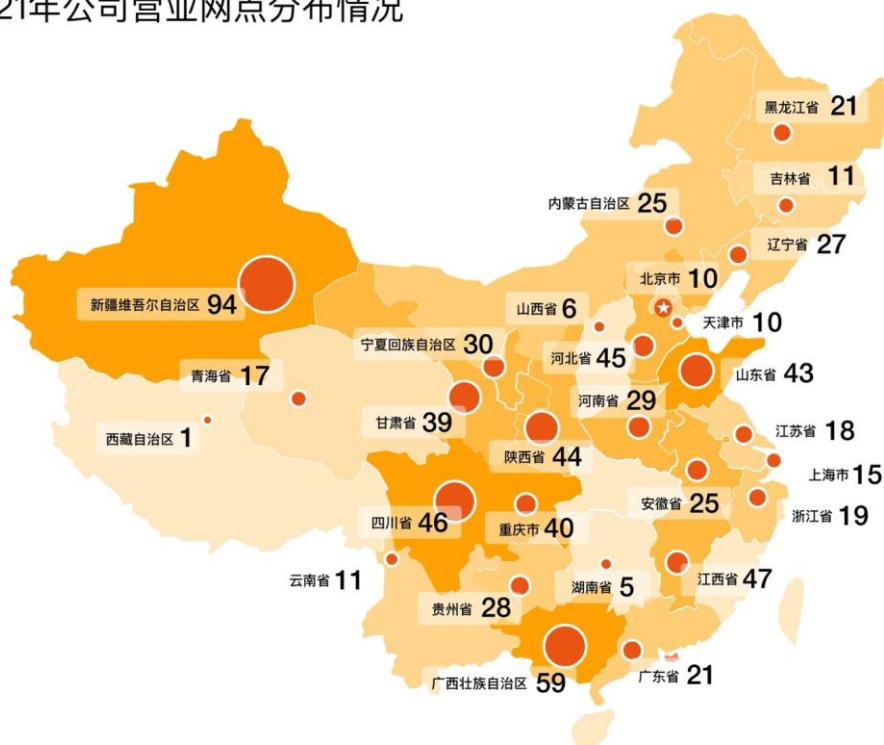 21年公司营业网点分布情况
黑龙江省 21
吉林省 11
内蒙古自治区 25
辽宁省 27
北京市 10
新疆维吾尔自治区 94
山西省 6
天津市 10
宁夏回族自治区 30
河北省 45
青海省 17
山东省 43
河南省 29
甘肃省 39
江苏省 18
西藏自治区 1
陕西省 44
上海市 15
安徽省 25
四川省 46
重庆市 40
浙江省 19
云南省 11
湖南省 5
江西省 47
贵州省 28
广东省 21
广西壮族自治区 59